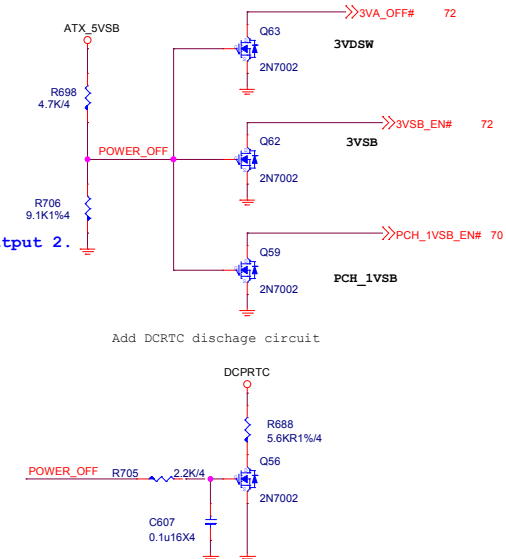 3VA_OFF# 72
ATX_5VSB
Q63
3VDSW
2N7002
R698
4.7K/4
3VSB_EN# 72
Q62
3VSB
POWER_OFF
2N7002
R706
9.1K1%4
tput 2.
PCH_1VSB_EN# 70
Q59
PCH_1VSB
2N7002
Add DCRTC dischage circuit
DCPRTC
R688
5.6KR1%/4
Q56
POWER_OFF R705 2.2K/4
2N7002
C607
0.1u16X4